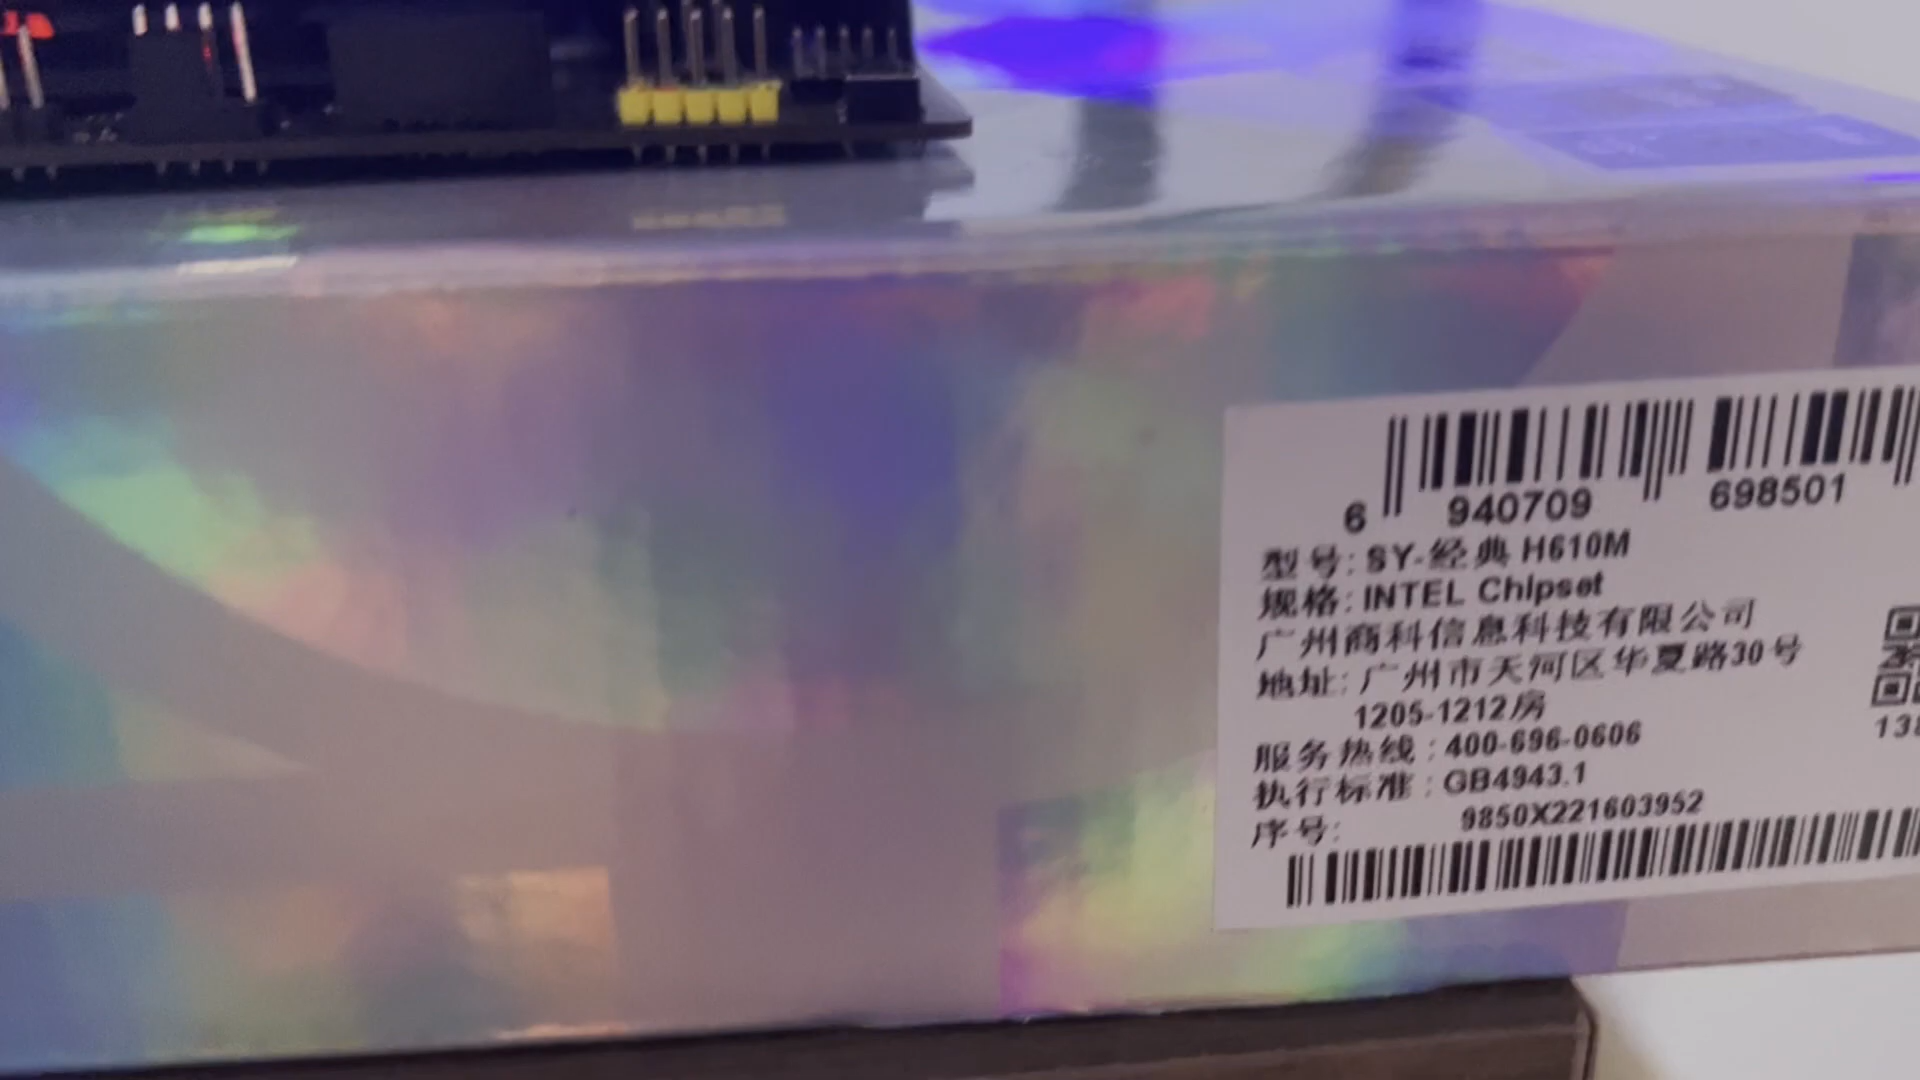 6 940709 698501
型号: SY-经典 H610M
规格: INTEL Chipset
广州商科信息科技有限公司
地址: 广州市天河区华夏路30号
1205-1212房
服务热线: 400-696-0606
执行标准: GB4943.1
序号: 9850X221603952